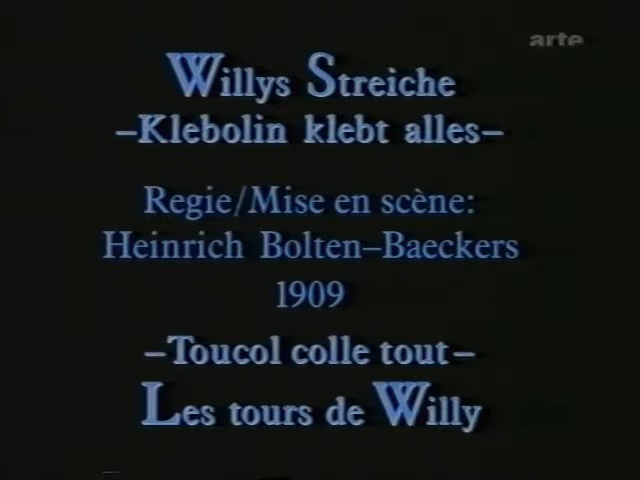 arte
Willys Streiche
–Klebolin klebt alles–
Regie/Mise en scène:
Heinrich Bolten–Baeckers
1909
–Toucol colle tout–
Les tours de Willy